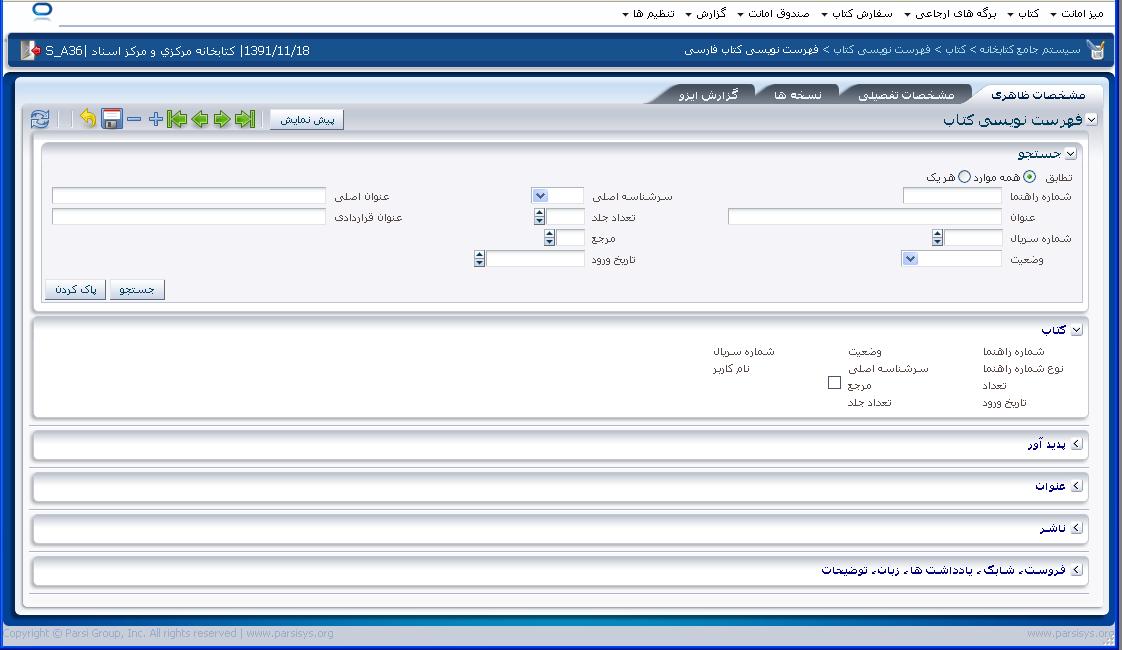 میز امانت کتاب برگه های ارجاعی سفارش کتاب صندوق امانت گزارش تنظیم ها
سیستم جامع کتابخانه > کتاب > فهرست نویسی کتاب > فهرست نویسی کتاب فارسی
1391/11/18| کتابخانه مرکزي و مرکز اسناد |S_A36
مشخصات ظاهری مشخصات تفصیلی نسخه ها گزارش ایزو
فهرست نویسی کتاب
پیش نمایش
جستجو
تطابق همه موارد هر یک
شماره راهنما سرشناسه اصلی عنوان اصلی
عنوان تعداد جلد عنوان قراردادی
شماره سریال مرجع
وضعیت تاریخ ورود
جستجو پاک کردن
کتاب
شماره راهنما وضعیت شماره سریال
نوع شماره راهنما سرشناسه اصلی نام کاربر
تعداد مرجع
تاریخ ورود تعداد جلد
پدید آور
عنوان
ناشر
فروست، شابک ، یادداشت ها، زبان، توضیحات
Copyright © Parsi Group, Inc. All rights reserved | www.parsisys.org
www.parsisys.org